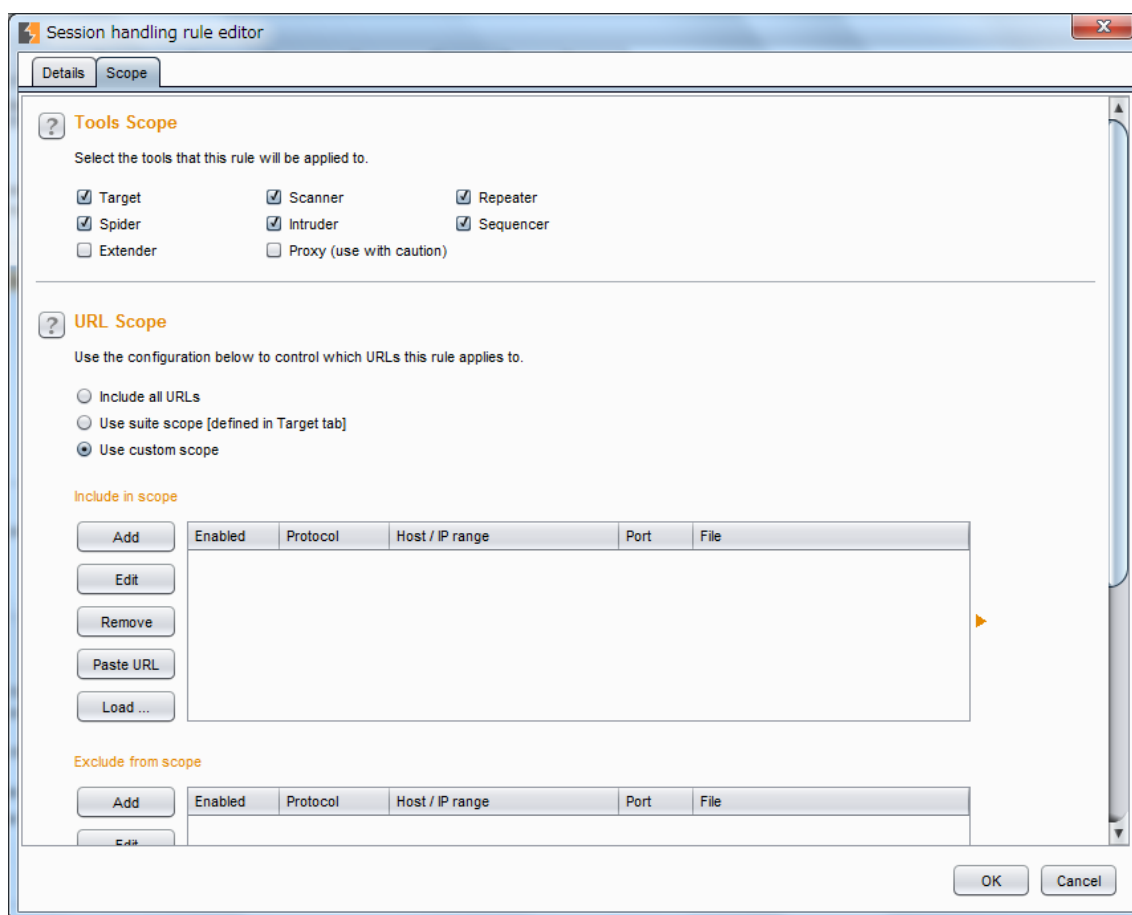 Session handling rule editor
Details Scope
? Tools Scope
Select the tools that this rule will be applied to.
Target Scanner Repeater
Spider Intruder Sequencer
Extender Proxy (use with caution)
? URL Scope
Use the configuration below to control which URLs this rule applies to.
Include all URLs
Use suite scope [defined in Target tab]
Use custom scope
Include in scope
Add Enabled Protocol Host / IP range Port File
Edit
Remove
Paste URL
Load ...
Exclude from scope
Add Enabled Protocol Host / IP range Port File
Edit
OK Cancel